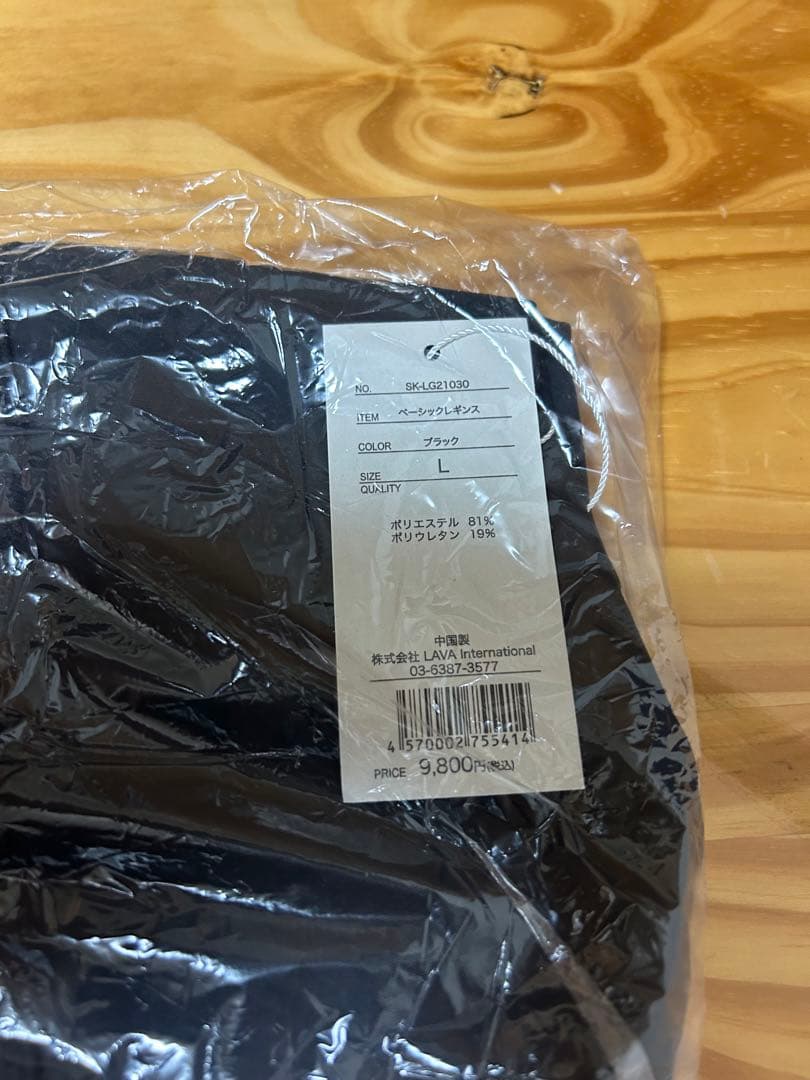 NO. SK-LG21030
ITEM ベーシックレギンス
COLOR ブラック
SIZE L
QUALITY
ポリエステル 81%
ポリウレタン 19%
中国製
株式会社 LAVA International
03-6387-3577
4 570002 755414
PRICE 9,800円(税込)